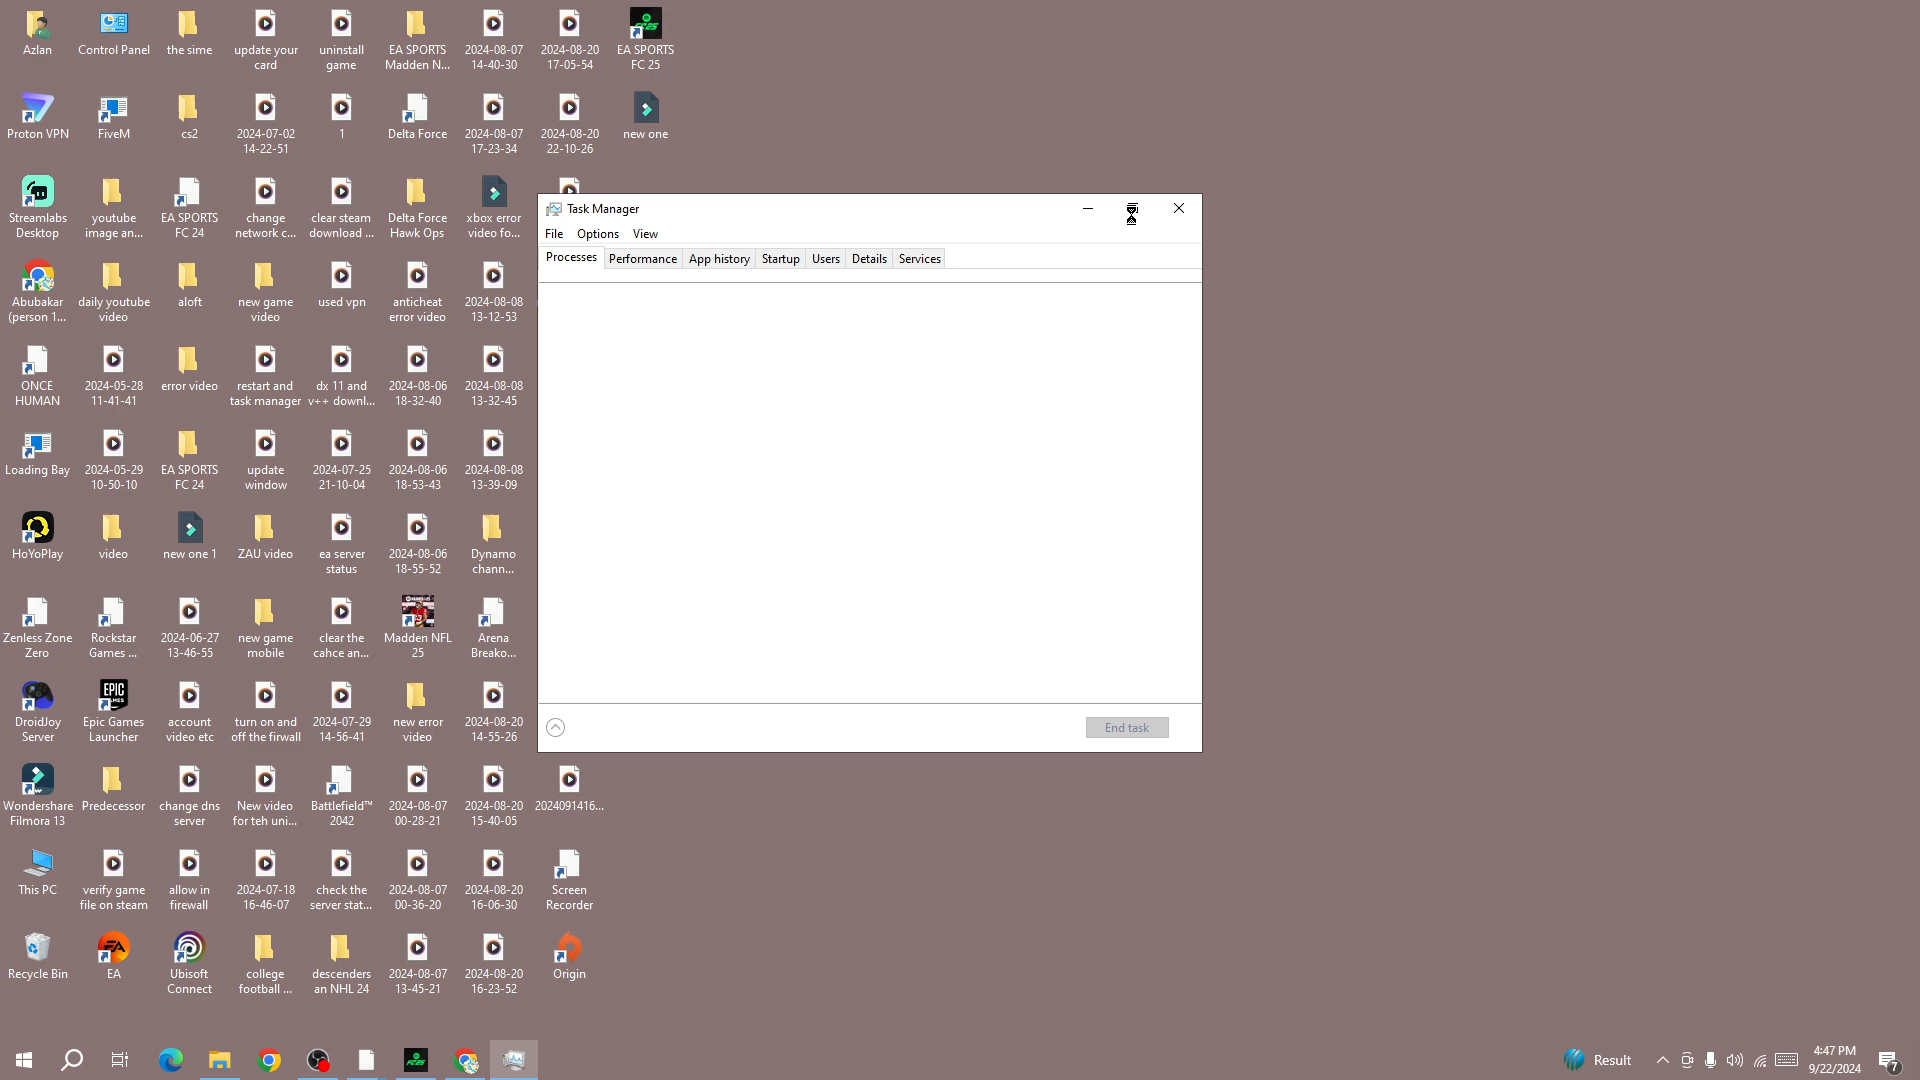 Azlan
Control Panel
the sime
update your
card
uninstall
game
EA SPORTS
Madden N...
2024-08-07
14-40-30
2024-08-20
17-05-54
EA SPORTS
FC 25
Proton VPN
FiveM
cs2
2024-07-02
14-22-51
1
Delta Force
2024-08-07
17-23-34
2024-08-20
22-10-26
new one
Streamlabs
Desktop
youtube
image an...
EA SPORTS
FC 24
change
network c...
clear steam
download ...
Delta Force
Hawk Ops
xbox error
video fo...
Task Manager
File Options View
Processes Performance App history Startup Users Details Services
End task
Abubakar
(person 1...
daily youtube
video
aloft
new game
video
used vpn
anticheat
error video
2024-08-08
13-12-53
ONCE
HUMAN
2024-05-28
11-41-41
error video
restart and
task manager
dx 11 and
v++ downl...
2024-08-06
18-32-40
2024-08-08
13-32-45
Loading Bay
2024-05-29
10-50-10
EA SPORTS
FC 24
update
window
2024-07-25
21-10-04
2024-08-06
18-53-43
2024-08-08
13-39-09
HoYoPlay
video
new one 1
ZAU video
ea server
status
2024-08-06
18-55-52
Dynamo
chann...
Zenless Zone
Zero
Rockstar
Games ...
2024-06-27
13-46-55
new game
mobile
clear the
cahce an...
Madden NFL
25
Arena
Breako...
DroidJoy
Server
EPIC
GAMES
Epic Games
Launcher
account
video etc
turn on and
off the firwall
2024-07-29
14-56-41
new error
video
2024-08-20
14-55-26
Wondershare
Filmora 13
Predecessor
change dns
server
New video
for teh uni...
Battlefield™
2042
2024-08-07
00-28-21
2024-08-20
15-40-05
2024091416...
This PC
verify game
file on steam
allow in
firewall
2024-07-18
16-46-07
check the
server stat...
2024-08-07
00-36-20
2024-08-20
16-06-30
Screen
Recorder
Recycle Bin
EA
EA
Ubisoft
Connect
college
football ...
descenders
an NHL 24
2024-08-07
13-45-21
2024-08-20
16-23-52
Origin
FC25
Result
4:47 PM
9/22/2024
7